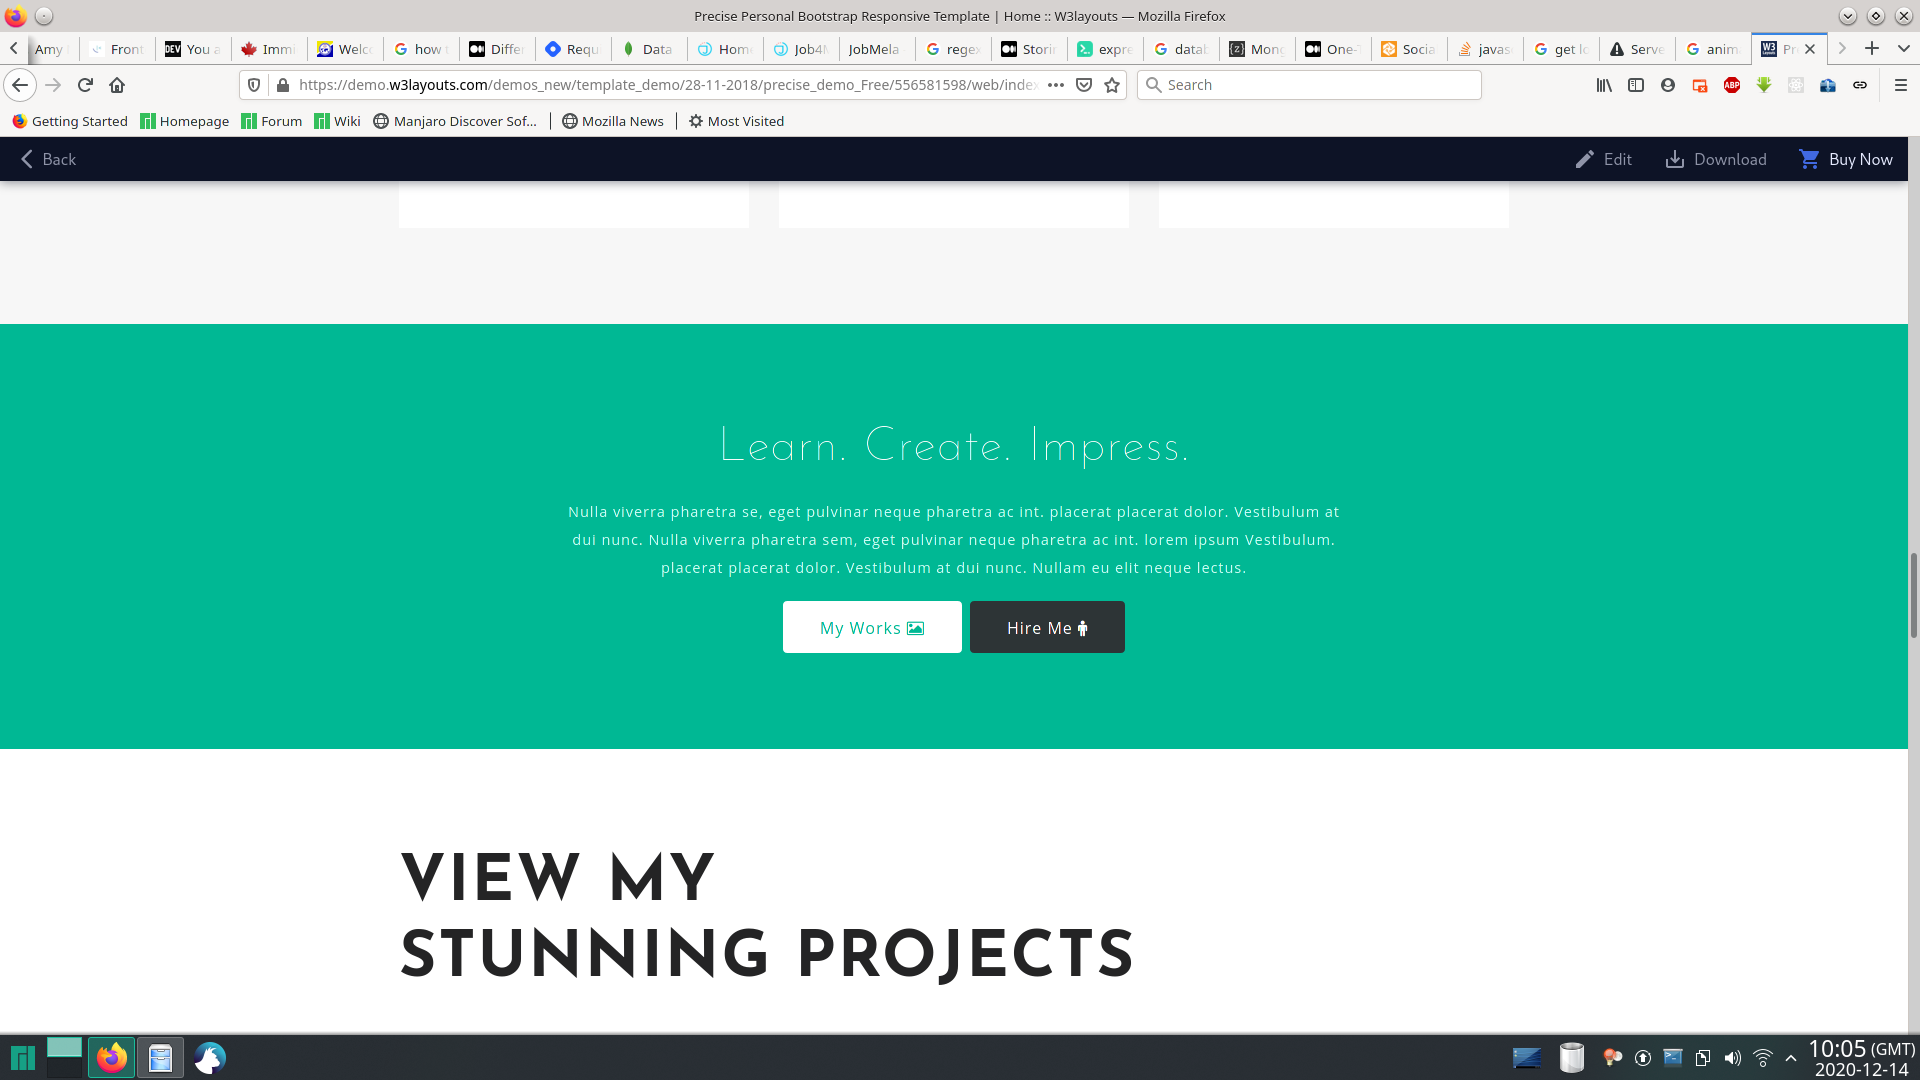 Precise Personal Bootstrap Responsive Template | Home :: W3layouts — Mozilla Firefox
Amy Front DEV You a Immi Welc how t Differ Requ Data Home Job4M JobMela regex Storin expre datab Mong One-T Socia javas get lo Serve anim W3 Pr
https://demo.w3layouts.com/demos_new/template_demo/28-11-2018/precise_demo_Free/556581598/web/index Search ABP
Getting Started Homepage Forum Wiki Manjaro Discover Sof... Mozilla News Most Visited
Back Edit Download Buy Now
Learn. Create. Impress.
Nulla viverra pharetra se, eget pulvinar neque pharetra ac int. placerat placerat dolor. Vestibulum at
dui nunc. Nulla viverra pharetra sem, eget pulvinar neque pharetra ac int. lorem ipsum Vestibulum.
placerat placerat dolor. Vestibulum at dui nunc. Nullam eu elit neque lectus.
My Works Hire Me
VIEW MY
STUNNING PROJECTS
10:05 (GMT)
2020-12-14